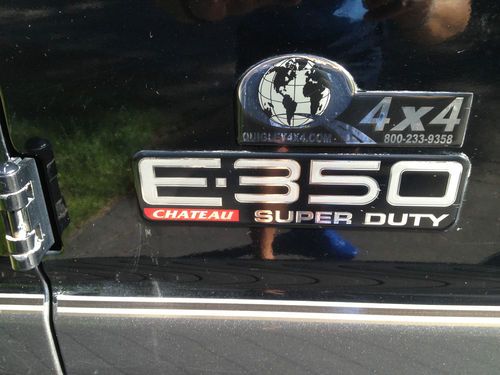 4x4
QUIGLEY4X4.COM
800-233-9358
E-350
CHATEAU SUPER DUTY